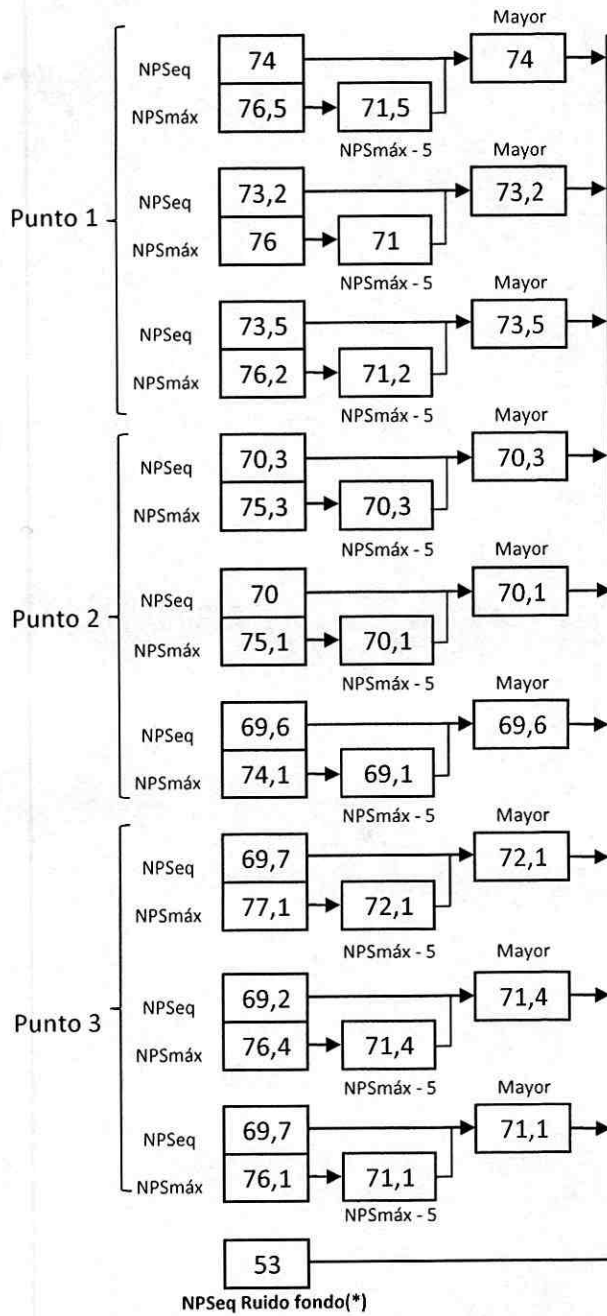 Mayor
NPSeq 74 74
NPSmáx 76,5 71,5
NPSmáx - 5
Mayor
NPSeq 73,2 73,2
Punto 1
NPSmáx 76 71
NPSmáx - 5
Mayor
NPSeq 73,5 73,5
NPSmáx 76,2 71,2
NPSmáx - 5
Mayor
NPSeq 70,3 70,3
NPSmáx 75,3 70,3
NPSmáx - 5
Mayor
NPSeq 70 70,1
Punto 2
NPSmáx 75,1 70,1
NPSmáx - 5
Mayor
NPSeq 69,6 69,6
NPSmáx 74,1 69,1
NPSmáx - 5
Mayor
NPSeq 69,7 72,1
NPSmáx 77,1 72,1
NPSmáx - 5
Mayor
NPSeq 69,2 71,4
Punto 3
NPSmáx 76,4 71,4
NPSmáx - 5
Mayor
NPSeq 69,7 71,1
NPSmáx 76,1 71,1
NPSmáx - 5
53
NPSeq Ruido fondo(*)